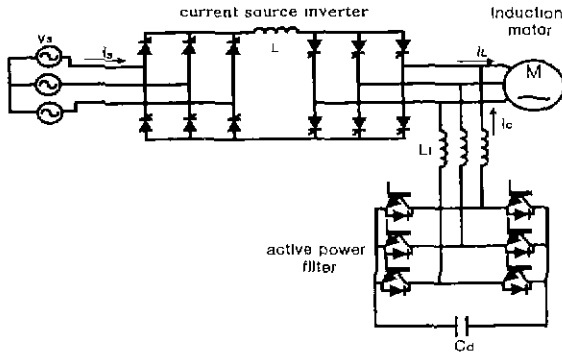 current source inverter
Induction
motor
vs
is
L
iL
M
ic
Lf
active power
filter
Cd